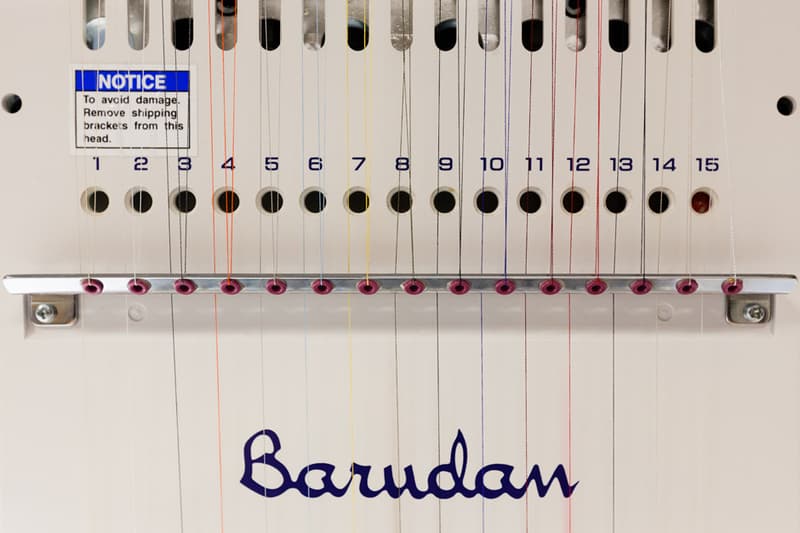 NOTICE
To avoid damage.
Remove shipping
brackets from this
head.
1 2 3 4 5 6 7 8 9 10 11 12 13 14 15
Barudan